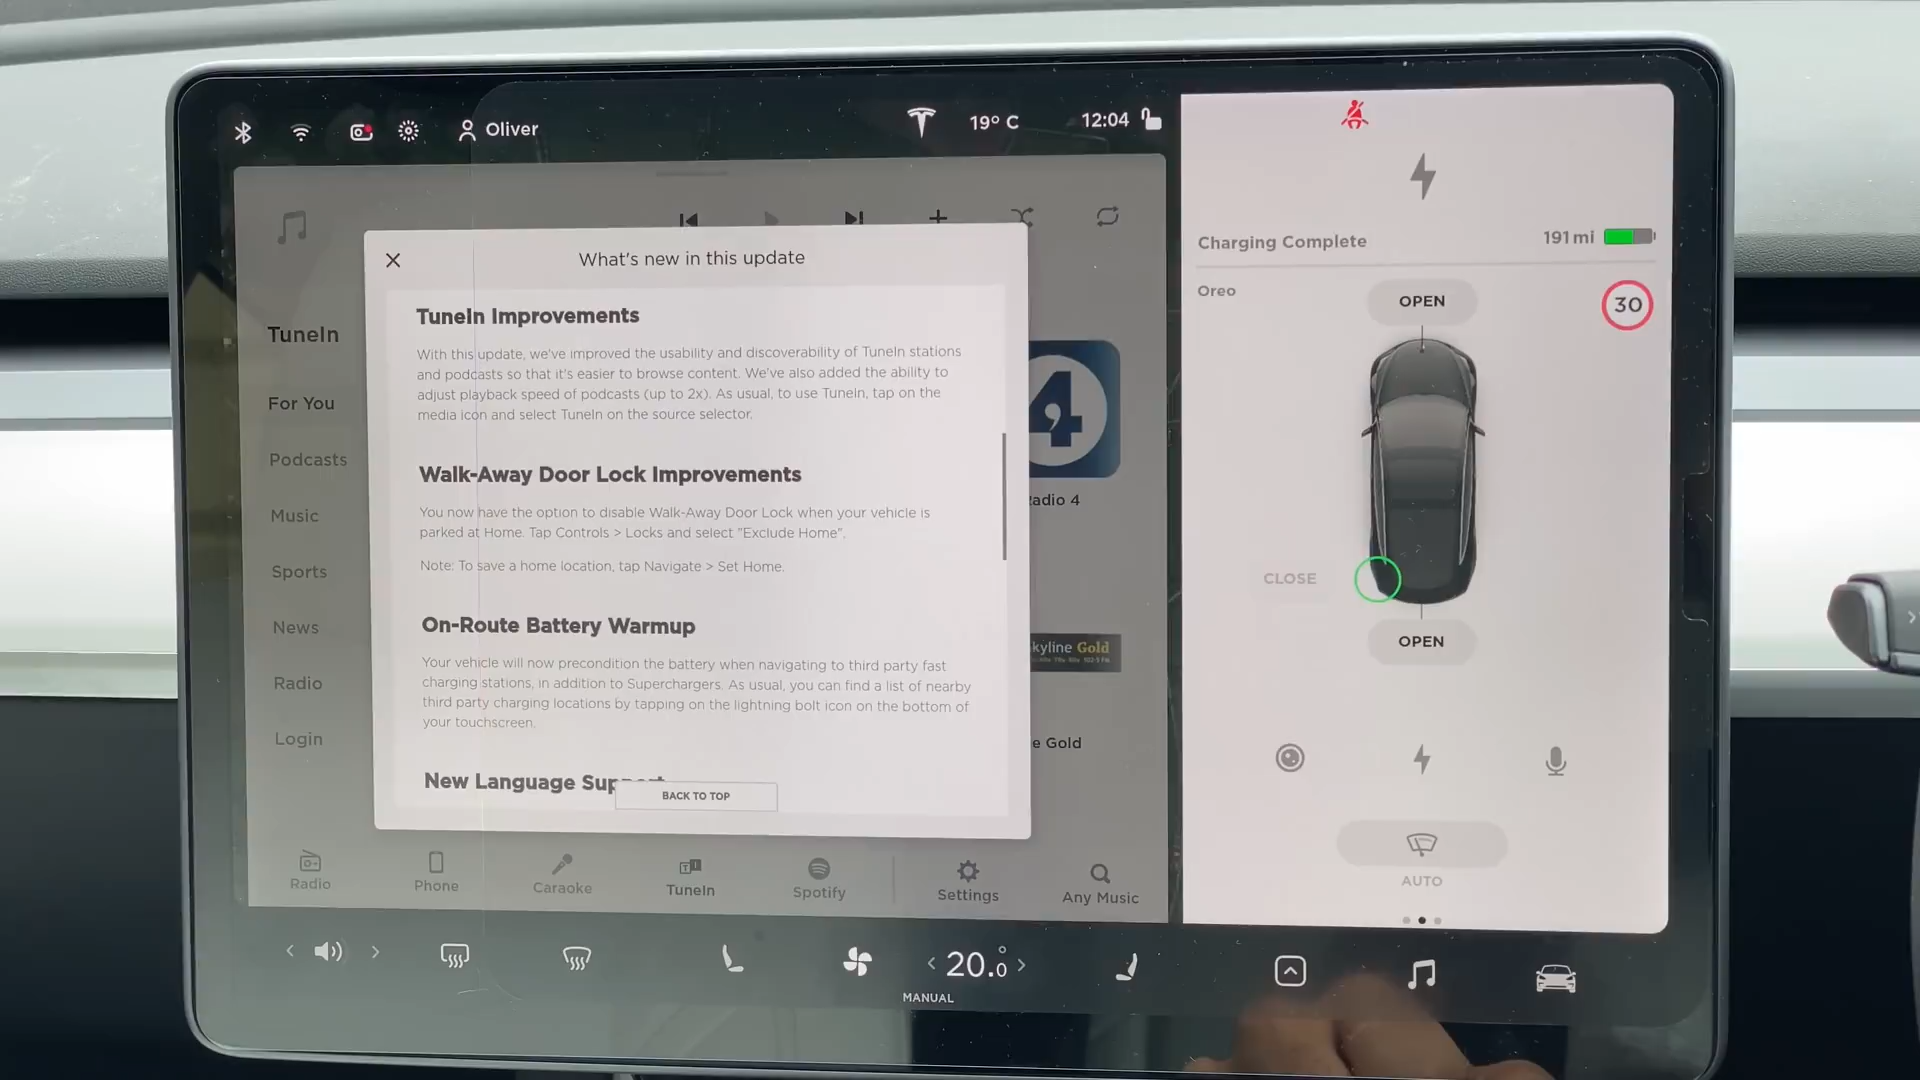 Oliver
19° C
12:04
What's new in this update
TuneIn Improvements
With this update, we've improved the usability and discoverability of TuneIn stations
and podcasts so that it's easier to browse content. We've also added the ability to
adjust playback speed of podcasts (up to 2x). As usual, to use TuneIn, tap on the
media icon and select TuneIn on the source selector.
Walk-Away Door Lock Improvements
You now have the option to disable Walk-Away Door Lock when your vehicle is
parked at Home. Tap Controls > Locks and select "Exclude Home".
Note: To save a home location, tap Navigate > Set Home.
On-Route Battery Warmup
Your vehicle will now precondition the battery when navigating to third party fast
charging stations, in addition to Superchargers. As usual, you can find a list of nearby
third party charging locations by tapping on the lightning bolt icon on the bottom of
your touchscreen.
New Language Support
BACK TO TOP
TuneIn
For You
Podcasts
Music
Sports
News
Radio
Login
4
adio 4
kyline Gold
e Gold
Radio
Phone
Caraoke
TuneIn
Spotify
Settings
Any Music
Charging Complete
191 mi
Oreo
30
OPEN
CLOSE
OPEN
AUTO
20.0°
MANUAL